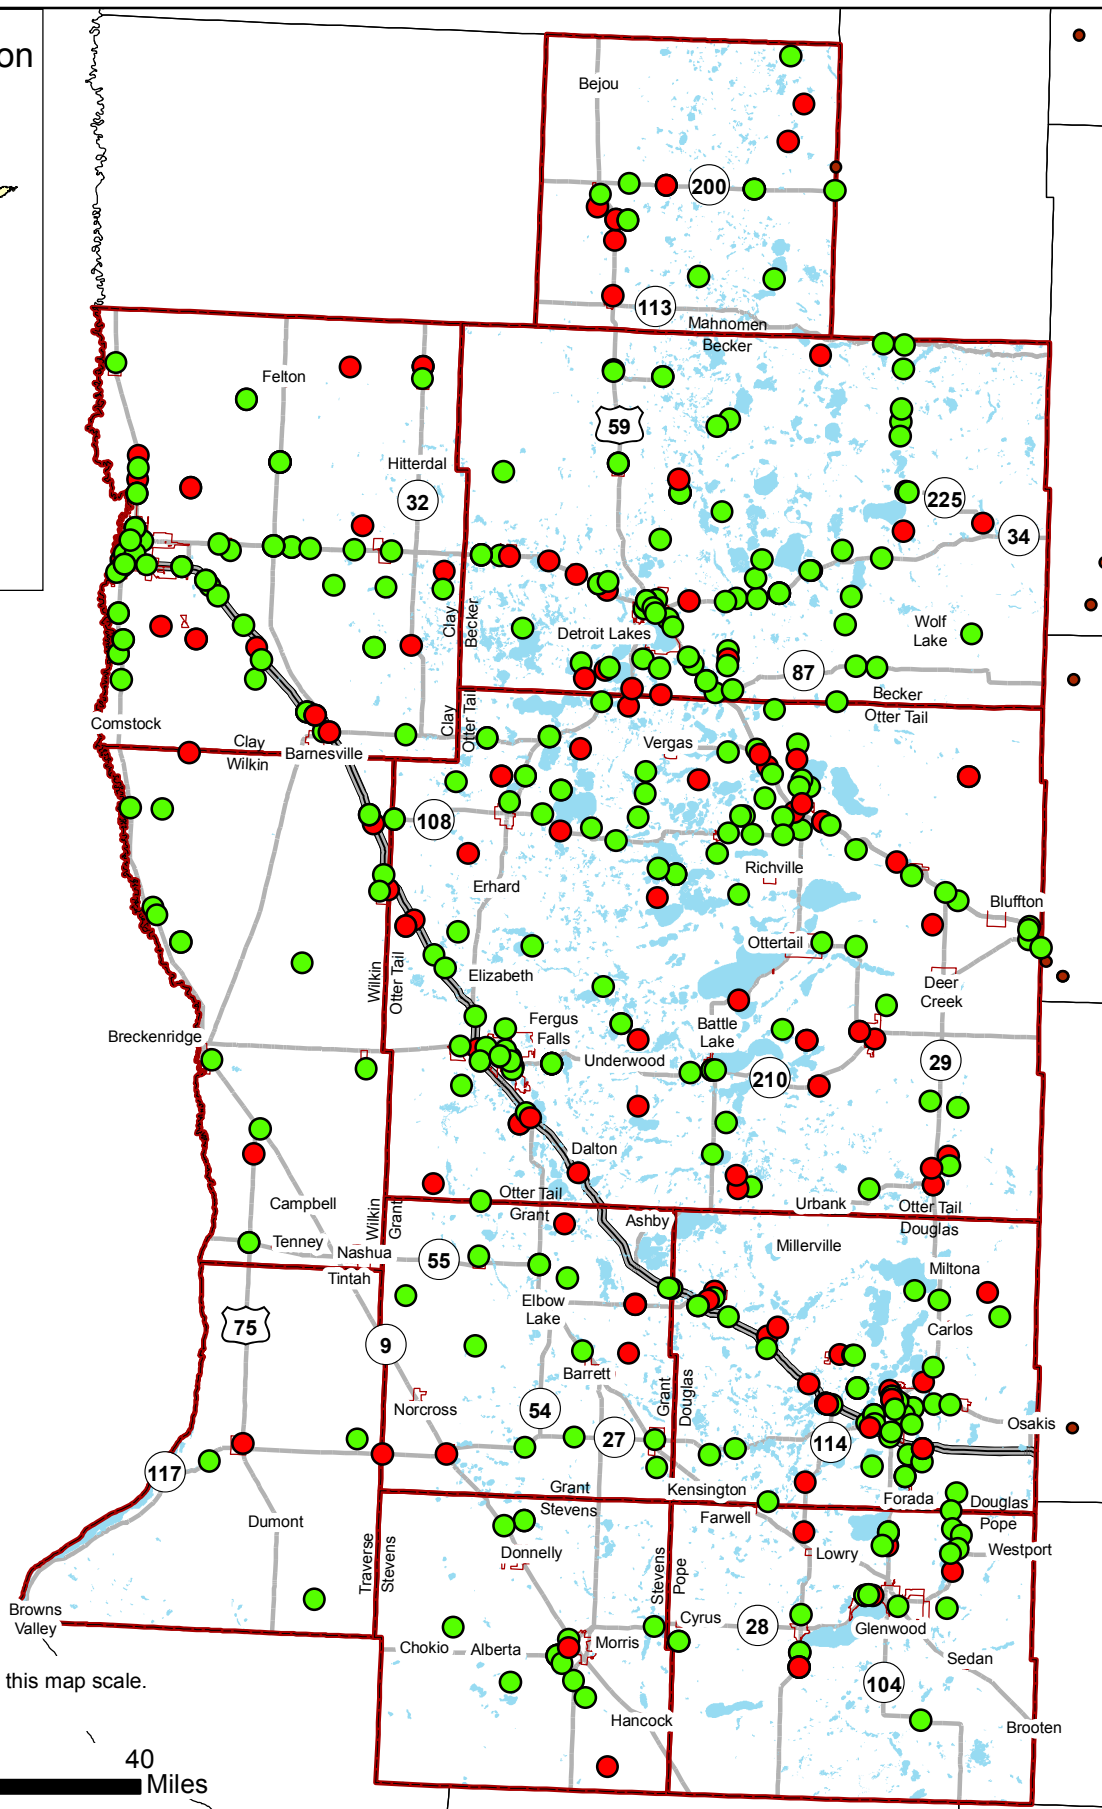 on
Bejou
200
113
Mahnomen
Becker
Felton
59
Hitterdal
32
225
34
Clay
Becker
Detroit Lakes
Wolf
Lake
87
Becker
Otter Tail
Comstock
Clay
Wilkin
Barnesville
Clay
Otter Tail
Vergas
108
Richville
Erhard
Bluffton
Ottertail
Wilkin
Otter Tail
Elizabeth
Deer
Creek
Breckenridge
Fergus
Falls
Battle
Lake
Underwood
210
29
Dalton
Campbell
Otter Tail
Grant
Urbank
Otter Tail
Douglas
Wilkin
Grant
Ashby
Tenney
Nashua
Tintah
55
Millerville
Miltona
Elbow
Lake
75
9
Carlos
Barrett
Grant
Douglas
Norcross
54
27
114
Osakis
117
Grant
Stevens
Kensington
Forada
Douglas
Pope
Farwell
Dumont
Westport
Lowry
Donnelly
Traverse
Stevens
Stevens
Pope
Browns
Valley
Cyrus
28
Glenwood
Chokio
Alberta
Morris
Sedan
this map scale.
104
Hancock
Brooten
40
Miles